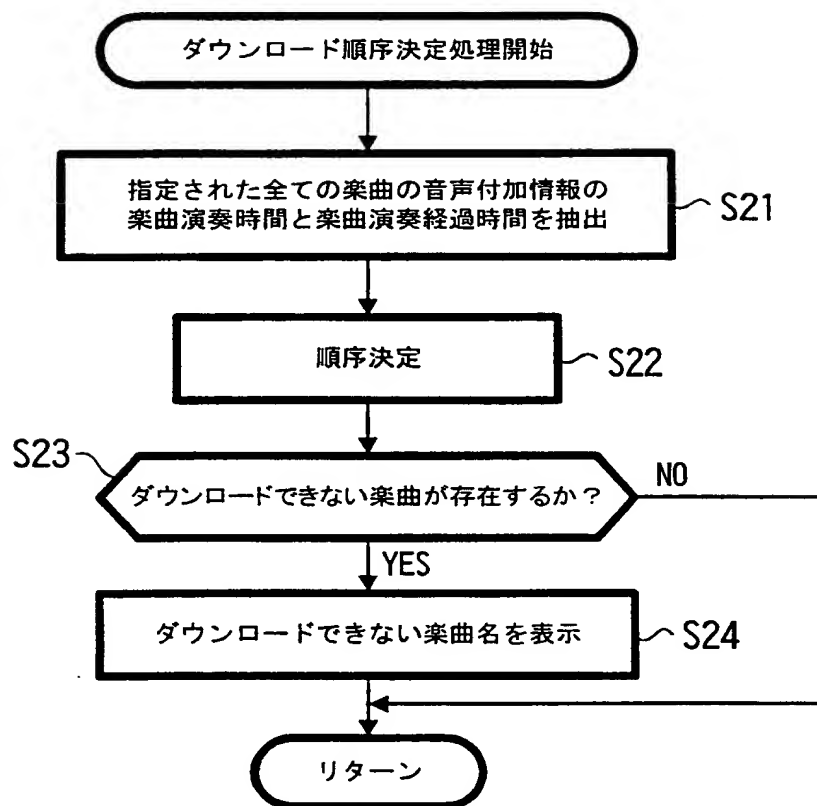 ダウンロード順序決定処理開始
指定された全ての楽曲の音声付加情報の
楽曲演奏時間と楽曲演奏経過時間を抽出
S21
順序決定
S22
S23
ダウンロードできない楽曲が存在するか？
NO
YES
ダウンロードできない楽曲名を表示
S24
リターン